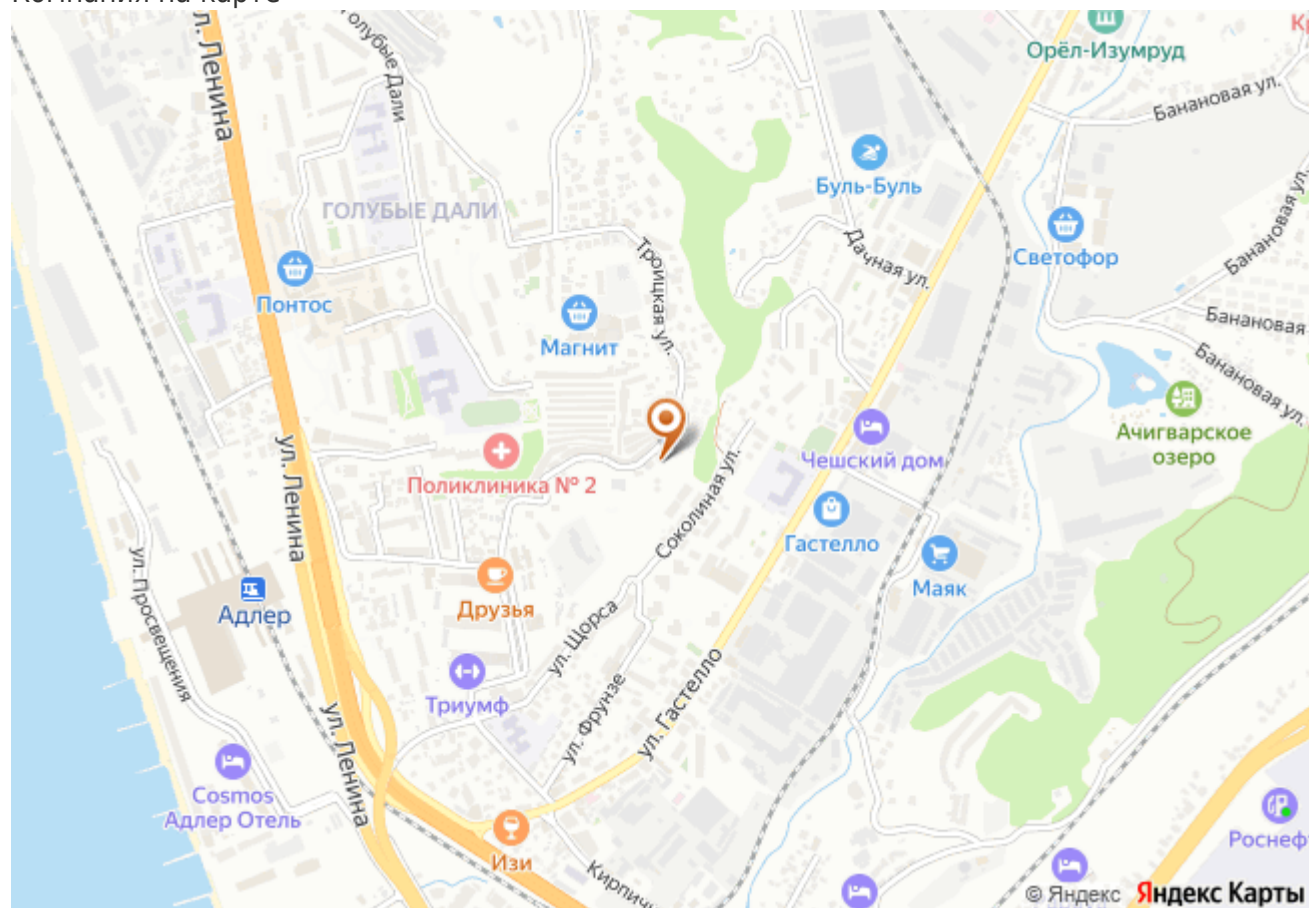 Компания на карте
ул. Ленина
Голубые Дали
ГОЛУБЫЕ ДАЛИ
Орёл-Изумруд
Банановая ул.
Буль-Буль
Светофор
Банановая ул.
Дачная ул.
Троицкая ул.
Понтос
Магнит
Банановая
Банановая ул.
Ачигварское
озеро
Чешский дом
Поликлиника № 2
ул. Ленина
Соколиная ул.
Гастелло
Маяк
ул. Просвещения
Адлер
Друзья
ул. Щорса
Триумф
ул. Фрунзе
ул. Гастелло
ул. Ленина
Cosmos
Адлер Отель
Изи
© Яндекс Яндекс Карты